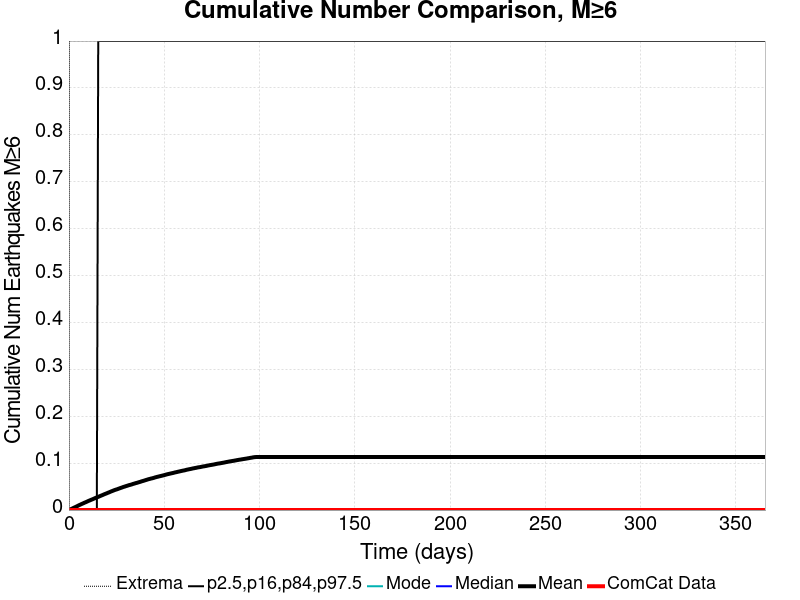 Cumulative Number Comparison, M≥6
Cumulative Num Earthquakes M≥6
1
0.9
0.8
0.7
0.6
0.5
0.4
0.3
0.2
0.1
0
0 50 100 150 200 250 300 350
Time (days)
Extrema p2.5,p16,p84,p97.5 Mode Median Mean ComCat Data